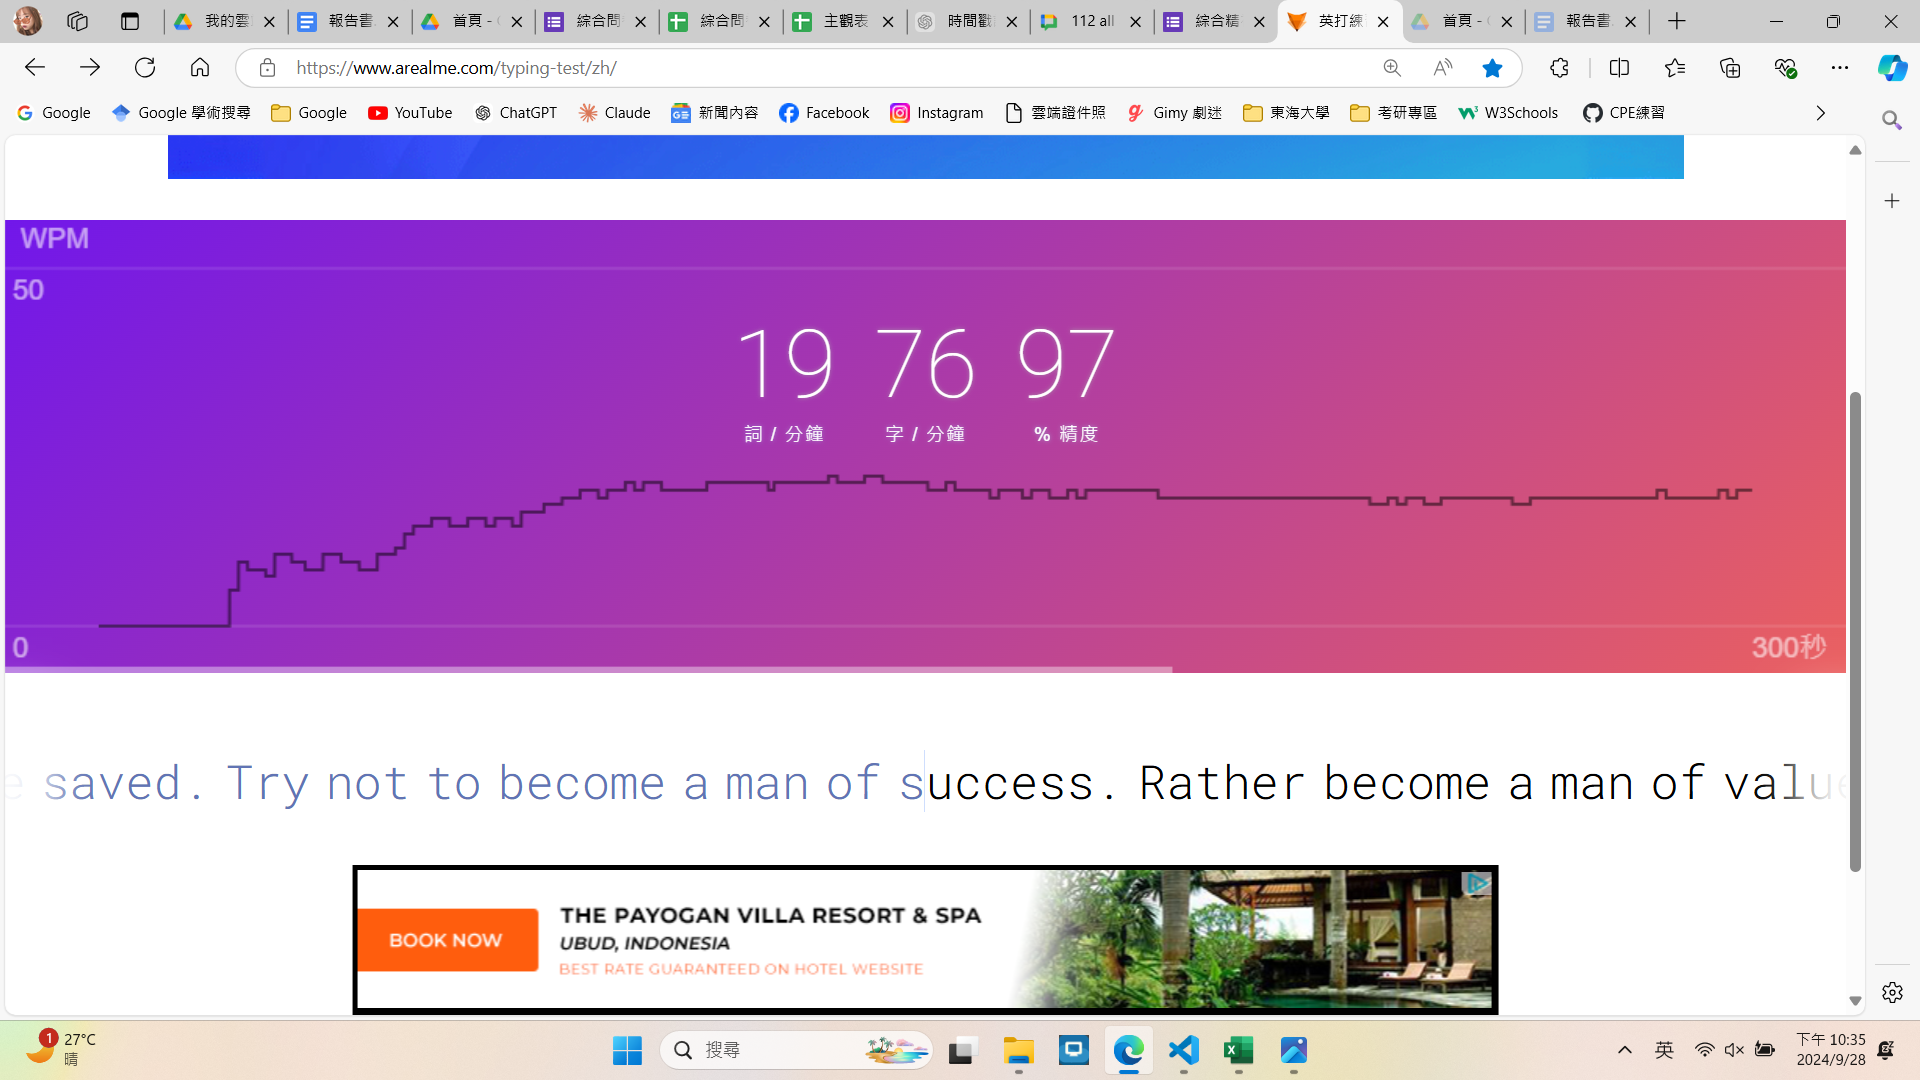 我的雲 報告書 首頁 - 綜合問 綜合問 主觀表 時間戳 112 all 綜合精 英打練 首頁 - 報告書
https://www.arealme.com/typing-test/zh/
Google Google 學術搜尋 Google YouTube ChatGPT Claude 新聞內容 Facebook Instagram 雲端證件照 Gimy 劇迷 東海大學 考研專區 W3Schools CPE練習
WPM
50
19 76 97
詞 / 分鐘 字 / 分鐘 % 精度
0 300秒
e saved. Try not to become a man of success. Rather become a man of value
THE PAYOGAN VILLA RESORT & SPA
BOOK NOW
UBUD, INDONESIA
BEST RATE GUARANTEED ON HOTEL WEBSITE
1
27°C
晴
搜尋
英
下午 10:35
2024/9/28